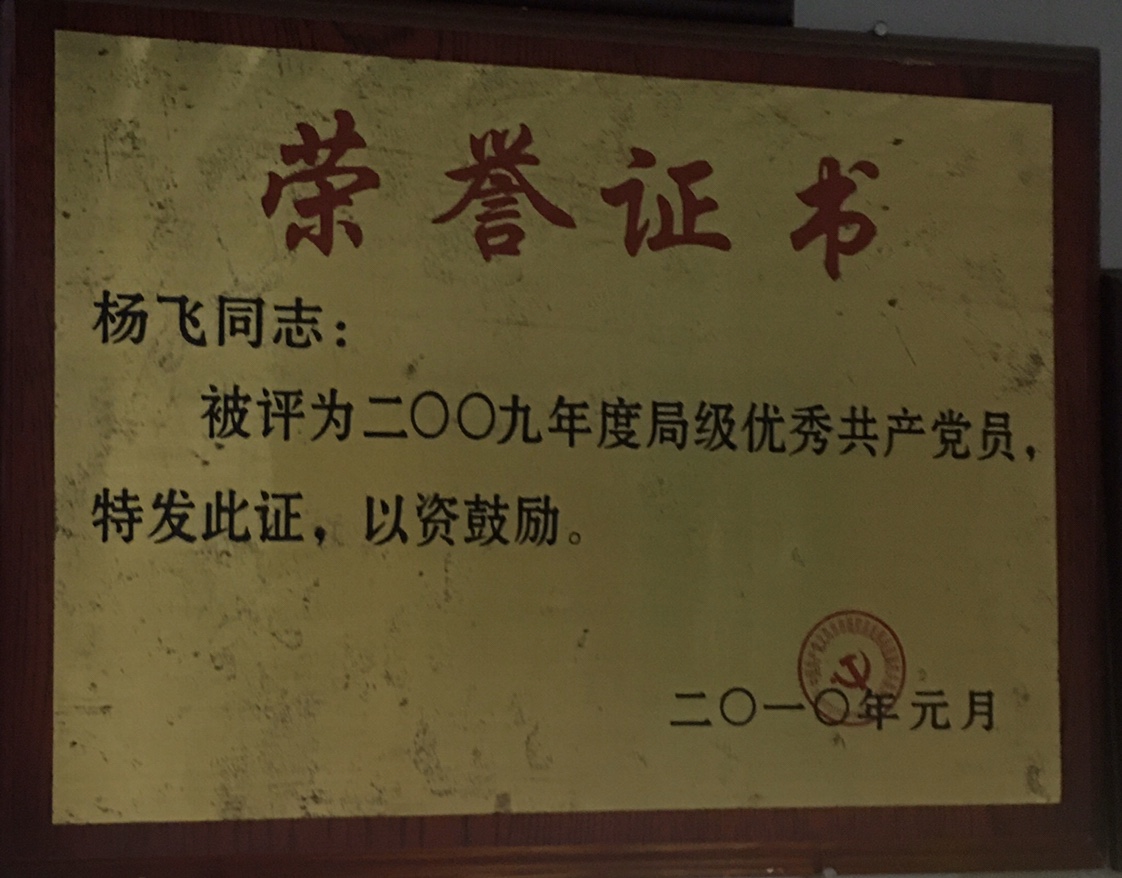 荣誉证书
杨飞同志：
被评为二〇〇九年度局级优秀共产党员，
特发此证，以资鼓励。
二〇一〇年元月